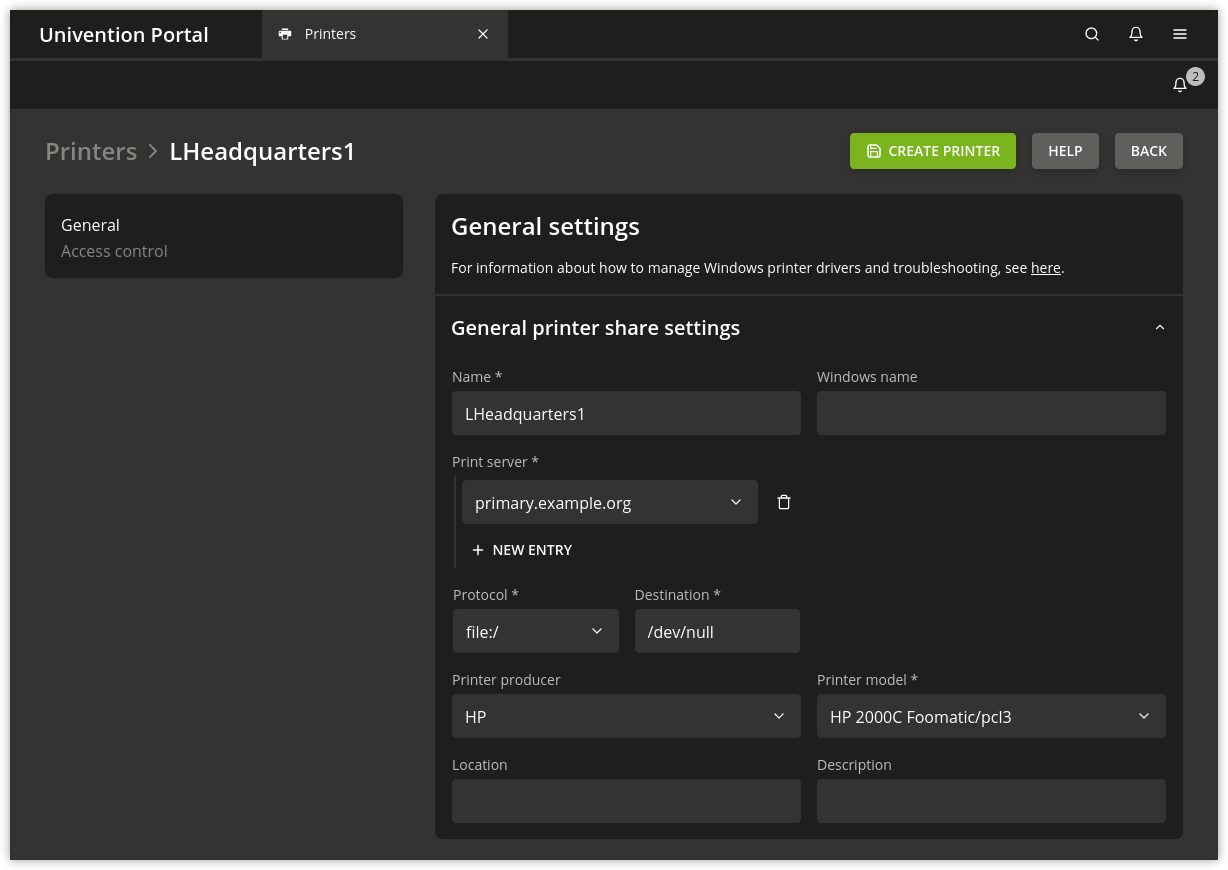 Univention Portal
Printers
2
Printers > LHeadquarters1
CREATE PRINTER
HELP
BACK
General
Access control
General settings
For information about how to manage Windows printer drivers and troubleshooting, see here.
General printer share settings
Name *
Windows name
LHeadquarters1
Print server *
primary.example.org
+ NEW ENTRY
Protocol *
Destination *
file:/
/dev/null
Printer producer
Printer model *
HP
HP 2000C Foomatic/pcl3
Location
Description